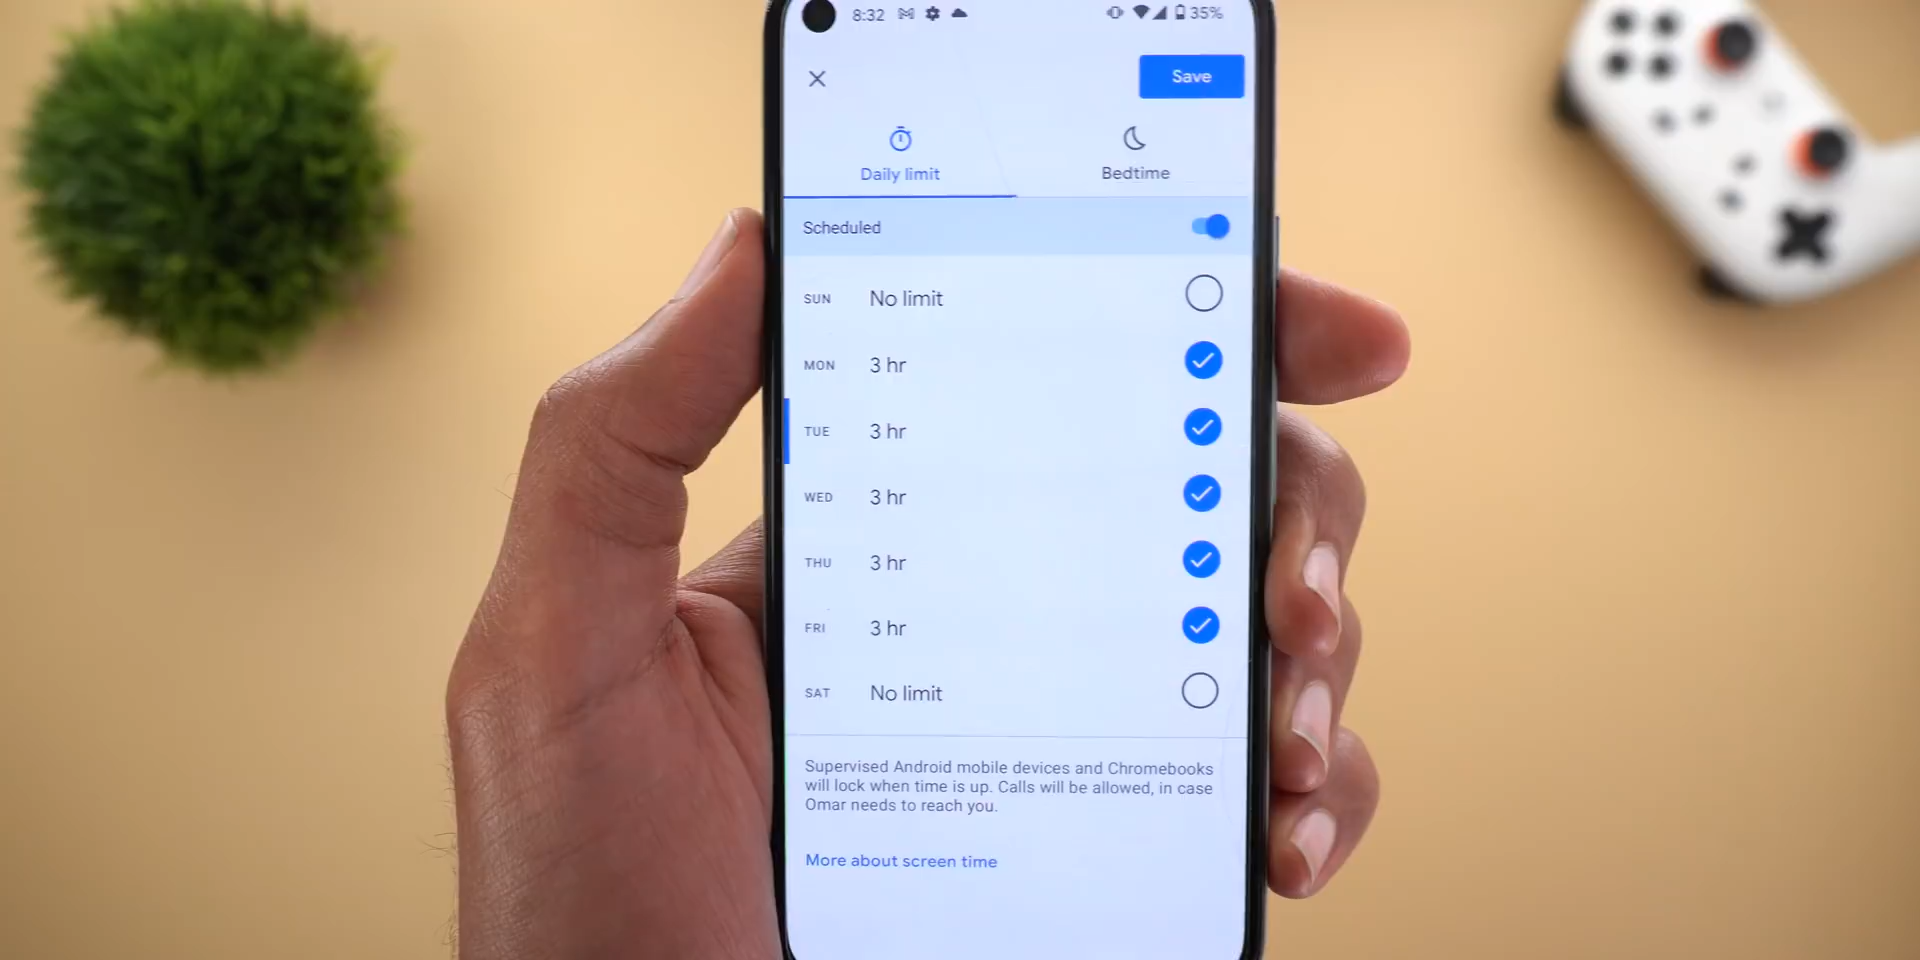 8:32 35%
Save
Daily limit Bedtime
Scheduled
SUN No limit
MON 3 hr
TUE 3 hr
WED 3 hr
THU 3 hr
FRI 3 hr
SAT No limit
Supervised Android mobile devices and Chromebooks
will lock when time is up. Calls will be allowed, in case
Omar needs to reach you.
More about screen time